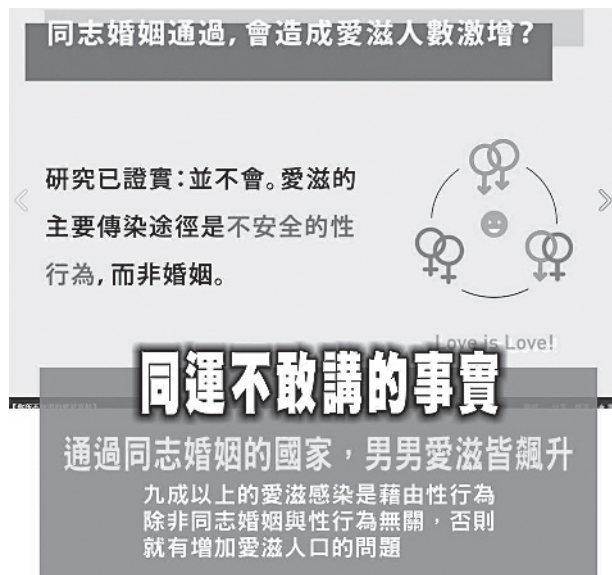 同志婚姻通過,會造成愛滋人數激增?
研究已證實:並不會。愛滋的
主要傳染途徑是不安全的性
行為,而非婚姻。
Love is Love!
同運不敢講的事實
通過同志婚姻的國家,男男愛滋皆飆升
九成以上的愛滋感染是藉由性行為
除非同志婚姻與性行為無關,否則
就有增加愛滋人口的問題